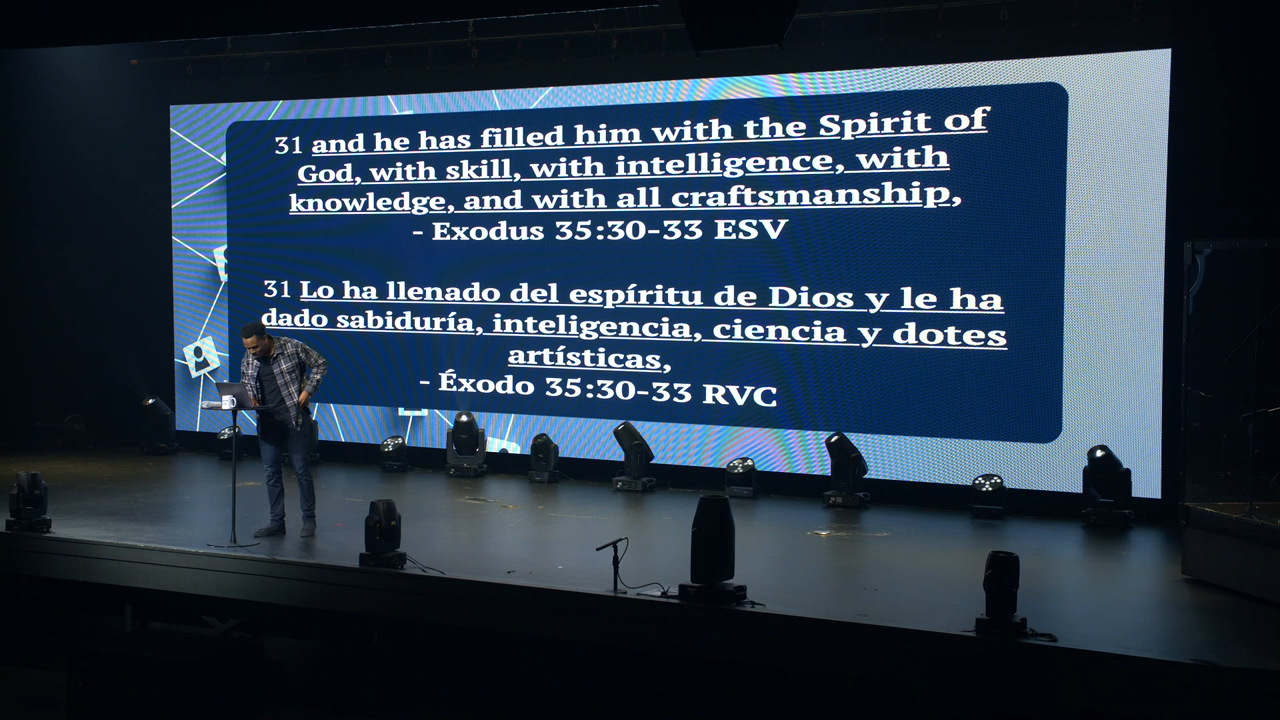 31 and he has filled him with the Spirit of
God, with skill, with intelligence, with
knowledge, and with all craftsmanship,
- Exodus 35:30-33 ESV
31 Lo ha llenado del espíritu de Dios y le ha
dado sabiduría, inteligencia, ciencia y dotes
artísticas,
- Éxodo 35:30-33 RVC